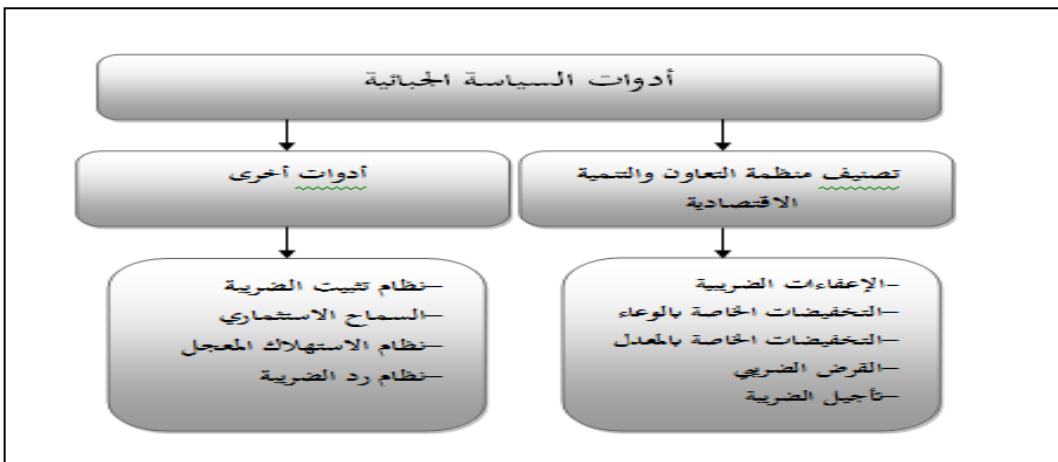 أدوات السياسة الجبائية
تصنيف منظمة التعاون والتنمية
الاقتصادية
أدوات أخرى
-الإعفاءات الضريبية
-التخفيضات الخاصة بالوعاء
-التخفيضات الخاصة بالمعدل
-القرض الضريبي
-تأجيل الضريبة
-نظام تثبيت الضريبة
-السماح الاستثماري
-نظام الاستهلاك المعجل
-نظام رد الضريبة